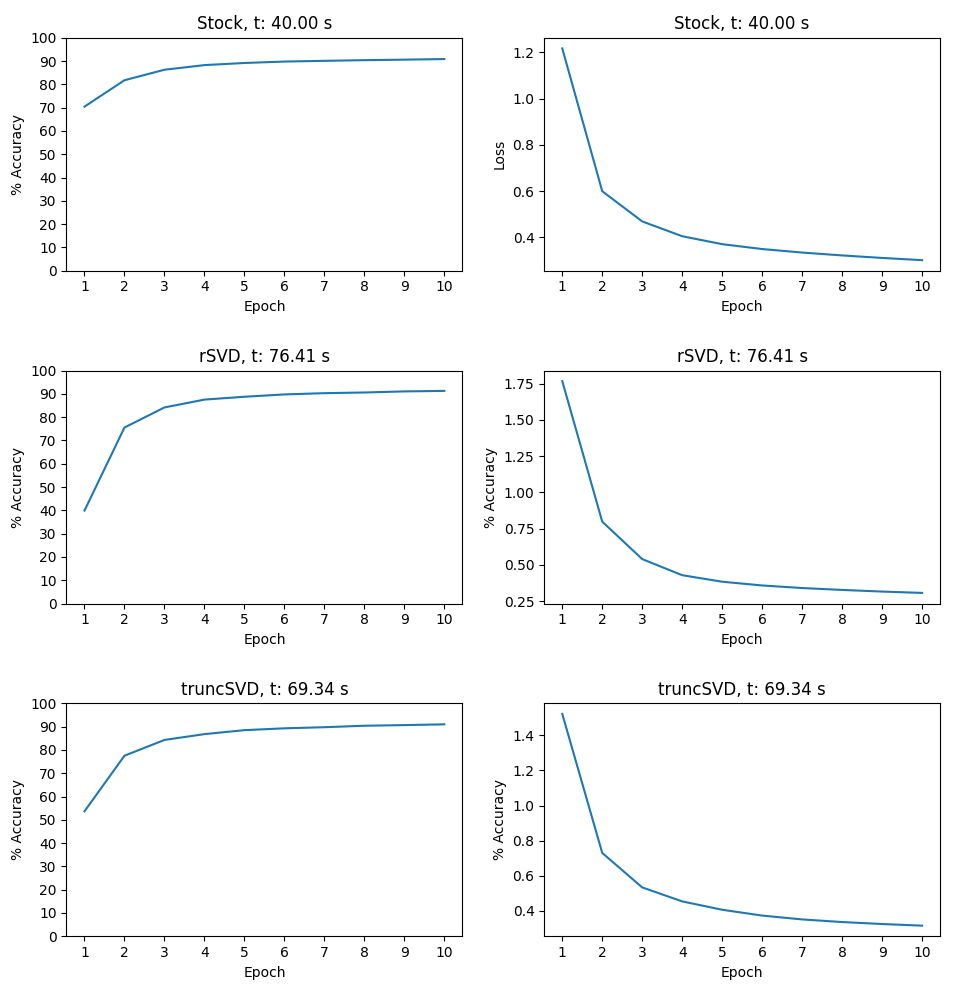 Stock, t: 40.00 s
100
90
80
70
60
50
40
30
20
10
0
% Accuracy
1 2 3 4 5 6 7 8 9 10
Epoch
Stock, t: 40.00 s
1.2
1.0
0.8
0.6
0.4
Loss
1 2 3 4 5 6 7 8 9 10
Epoch
rSVD, t: 76.41 s
100
90
80
70
60
50
40
30
20
10
0
% Accuracy
1 2 3 4 5 6 7 8 9 10
Epoch
rSVD, t: 76.41 s
1.75
1.50
1.25
1.00
0.75
0.50
0.25
% Accuracy
1 2 3 4 5 6 7 8 9 10
Epoch
truncSVD, t: 69.34 s
100
90
80
70
60
50
40
30
20
10
0
% Accuracy
1 2 3 4 5 6 7 8 9 10
Epoch
truncSVD, t: 69.34 s
1.4
1.2
1.0
0.8
0.6
0.4
% Accuracy
1 2 3 4 5 6 7 8 9 10
Epoch